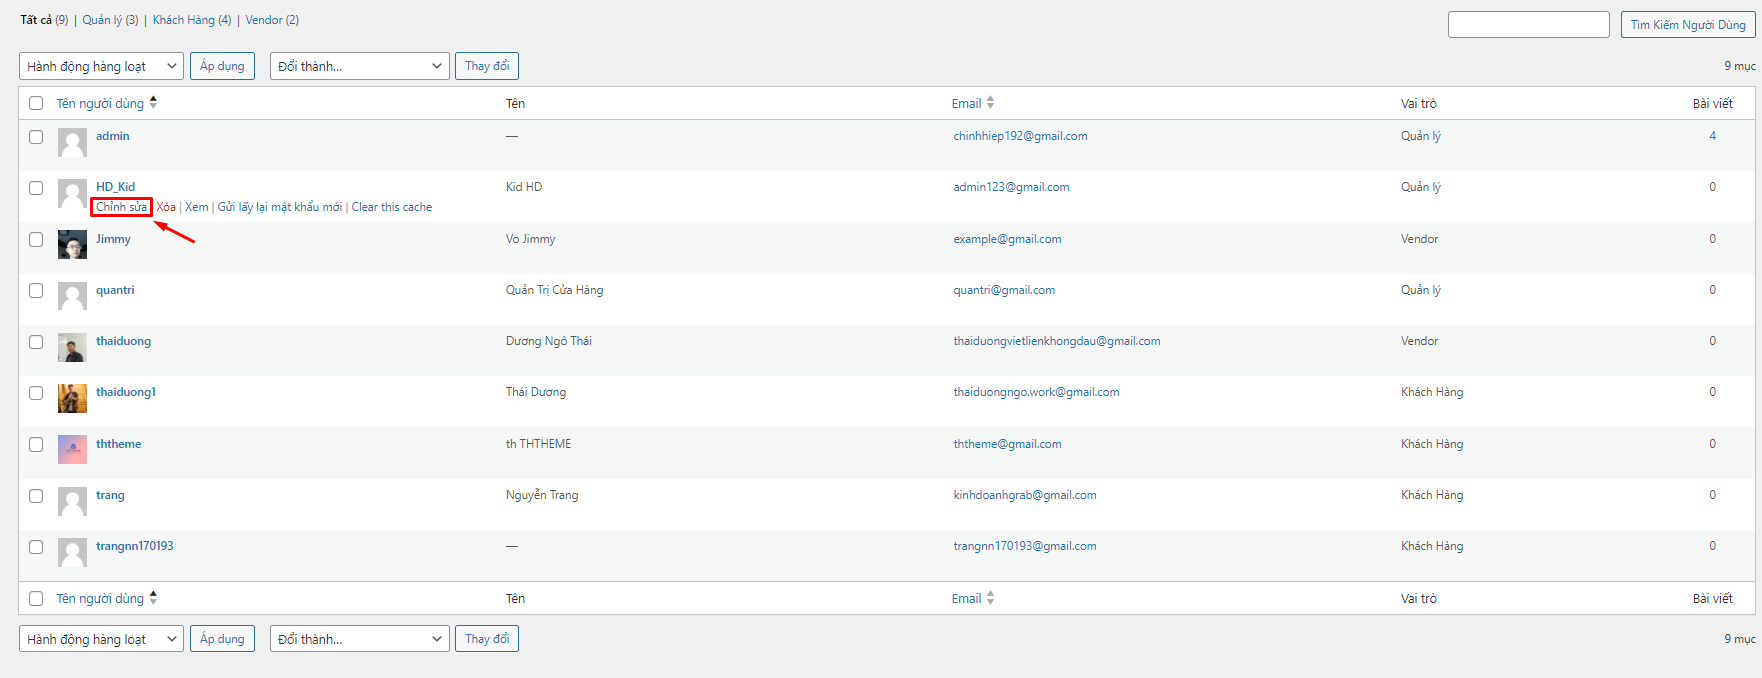 Tất cả (9) | Quản lý (3) | Khách Hàng (4) | Vendor (2)
Tìm Kiếm Người Dùng
Hành động hàng loạt Áp dụng Đổi thành... Thay đổi 9 mục
Tên người dùng Tên Email Vai trò Bài viết
admin — chinhhiep192@gmail.com Quản lý 4
HD_Kid Kid HD admin123@gmail.com Quản lý 0
Chỉnh sửa | Xóa | Xem | Gửi lấy lại mật khẩu mới | Clear this cache
Jimmy Vo Jimmy example@gmail.com Vendor 0
quantri Quản Trị Cửa Hàng quantri@gmail.com Quản lý 0
thaiduong Dương Ngô Thái thaiduongvietlienkhongdau@gmail.com Vendor 0
thaiduong1 Thái Dương thaiduongngo.work@gmail.com Khách Hàng 0
ththeme th THTHEME ththeme@gmail.com Khách Hàng 0
trang Nguyễn Trang kinhdoanhgrab@gmail.com Khách Hàng 0
trangnn170193 — trangnn170193@gmail.com Khách Hàng 0
Tên người dùng Tên Email Vai trò Bài viết
Hành động hàng loạt Áp dụng Đổi thành... Thay đổi 9 mục